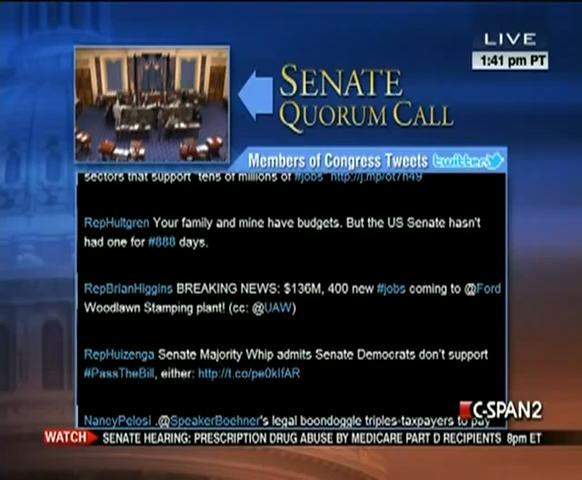 LIVE
1:41 pm PT
SENATE
QUORUM CALL
Members of Congress Tweets twitter
sectors that support "tens of millions of #jobs" http://j.mp/ot7n49
RepHultgren Your family and mine have budgets. But the US Senate hasn't
had one for #888 days.
RepBrianHiggins BREAKING NEWS: $136M, 400 new #jobs coming to @Ford
Woodlawn Stamping plant! (cc: @UAW)
RepHuizenga Senate Majority Whip admits Senate Democrats don't support
#PassTheBill, either: http://t.co/pe0kIfAR
NancyPelosi .@SpeakerBoehner's legal boondoggle triples-taxpayers to pay
C-SPAN2
WATCH SENATE HEARING: PRESCRIPTION DRUG ABUSE BY MEDICARE PART D RECIPIENTS 8pm ET